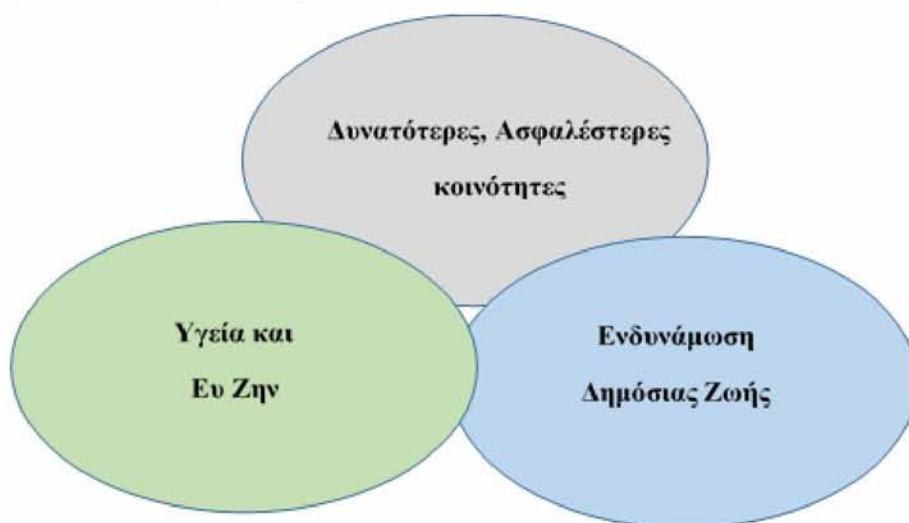 Δυνατότερες, Ασφαλέστερες
κοινότητες
Υγεία και
Ευ Ζην
Ενδυνάμωση
Δημόσιας Ζωής